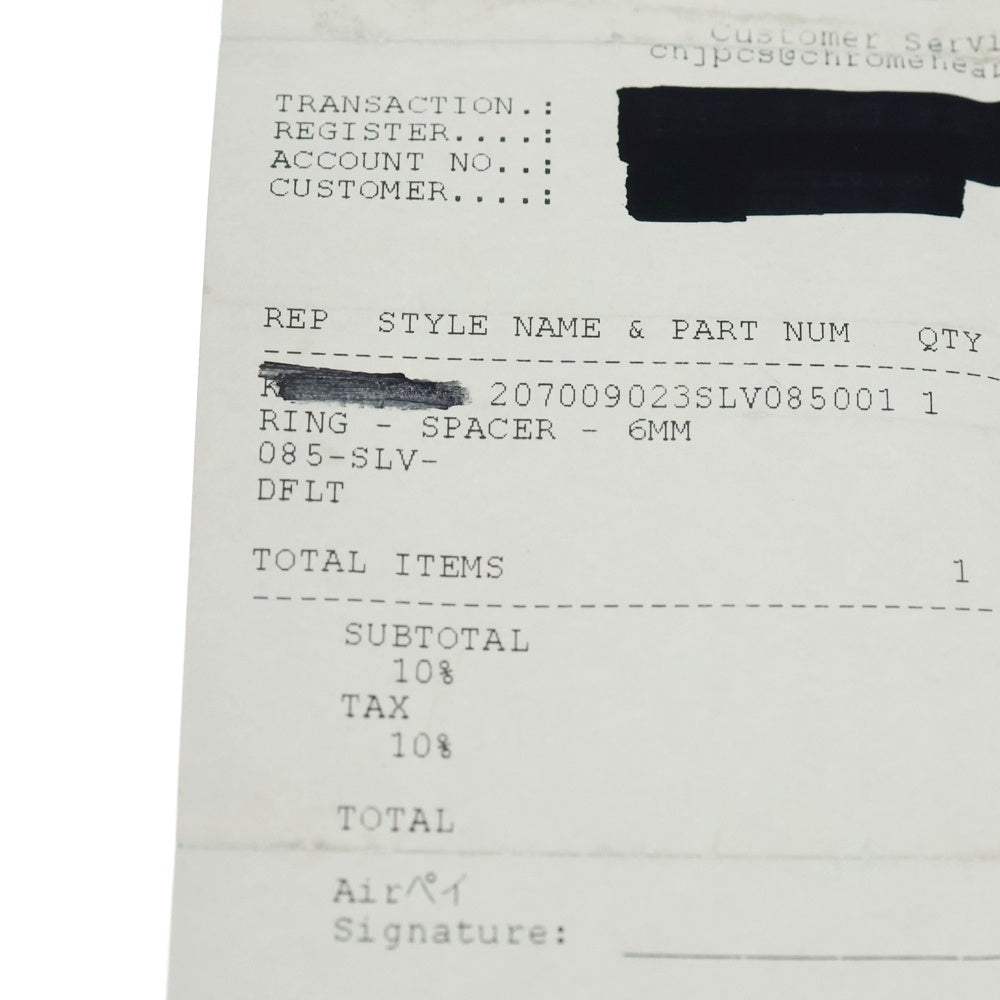 Customer Servi
cnjpcs@chromehear
TRANSACTION.:
REGISTER....:
ACCOUNT NO..:
CUSTOMER....:
REP STYLE NAME & PART NUM QTY
K 207009023SLV085001 1
RING - SPACER - 6MM
085-SLV-
DFLT
TOTAL ITEMS 1
SUBTOTAL
10%
TAX
10%
TOTAL
Airペイ
Signature: